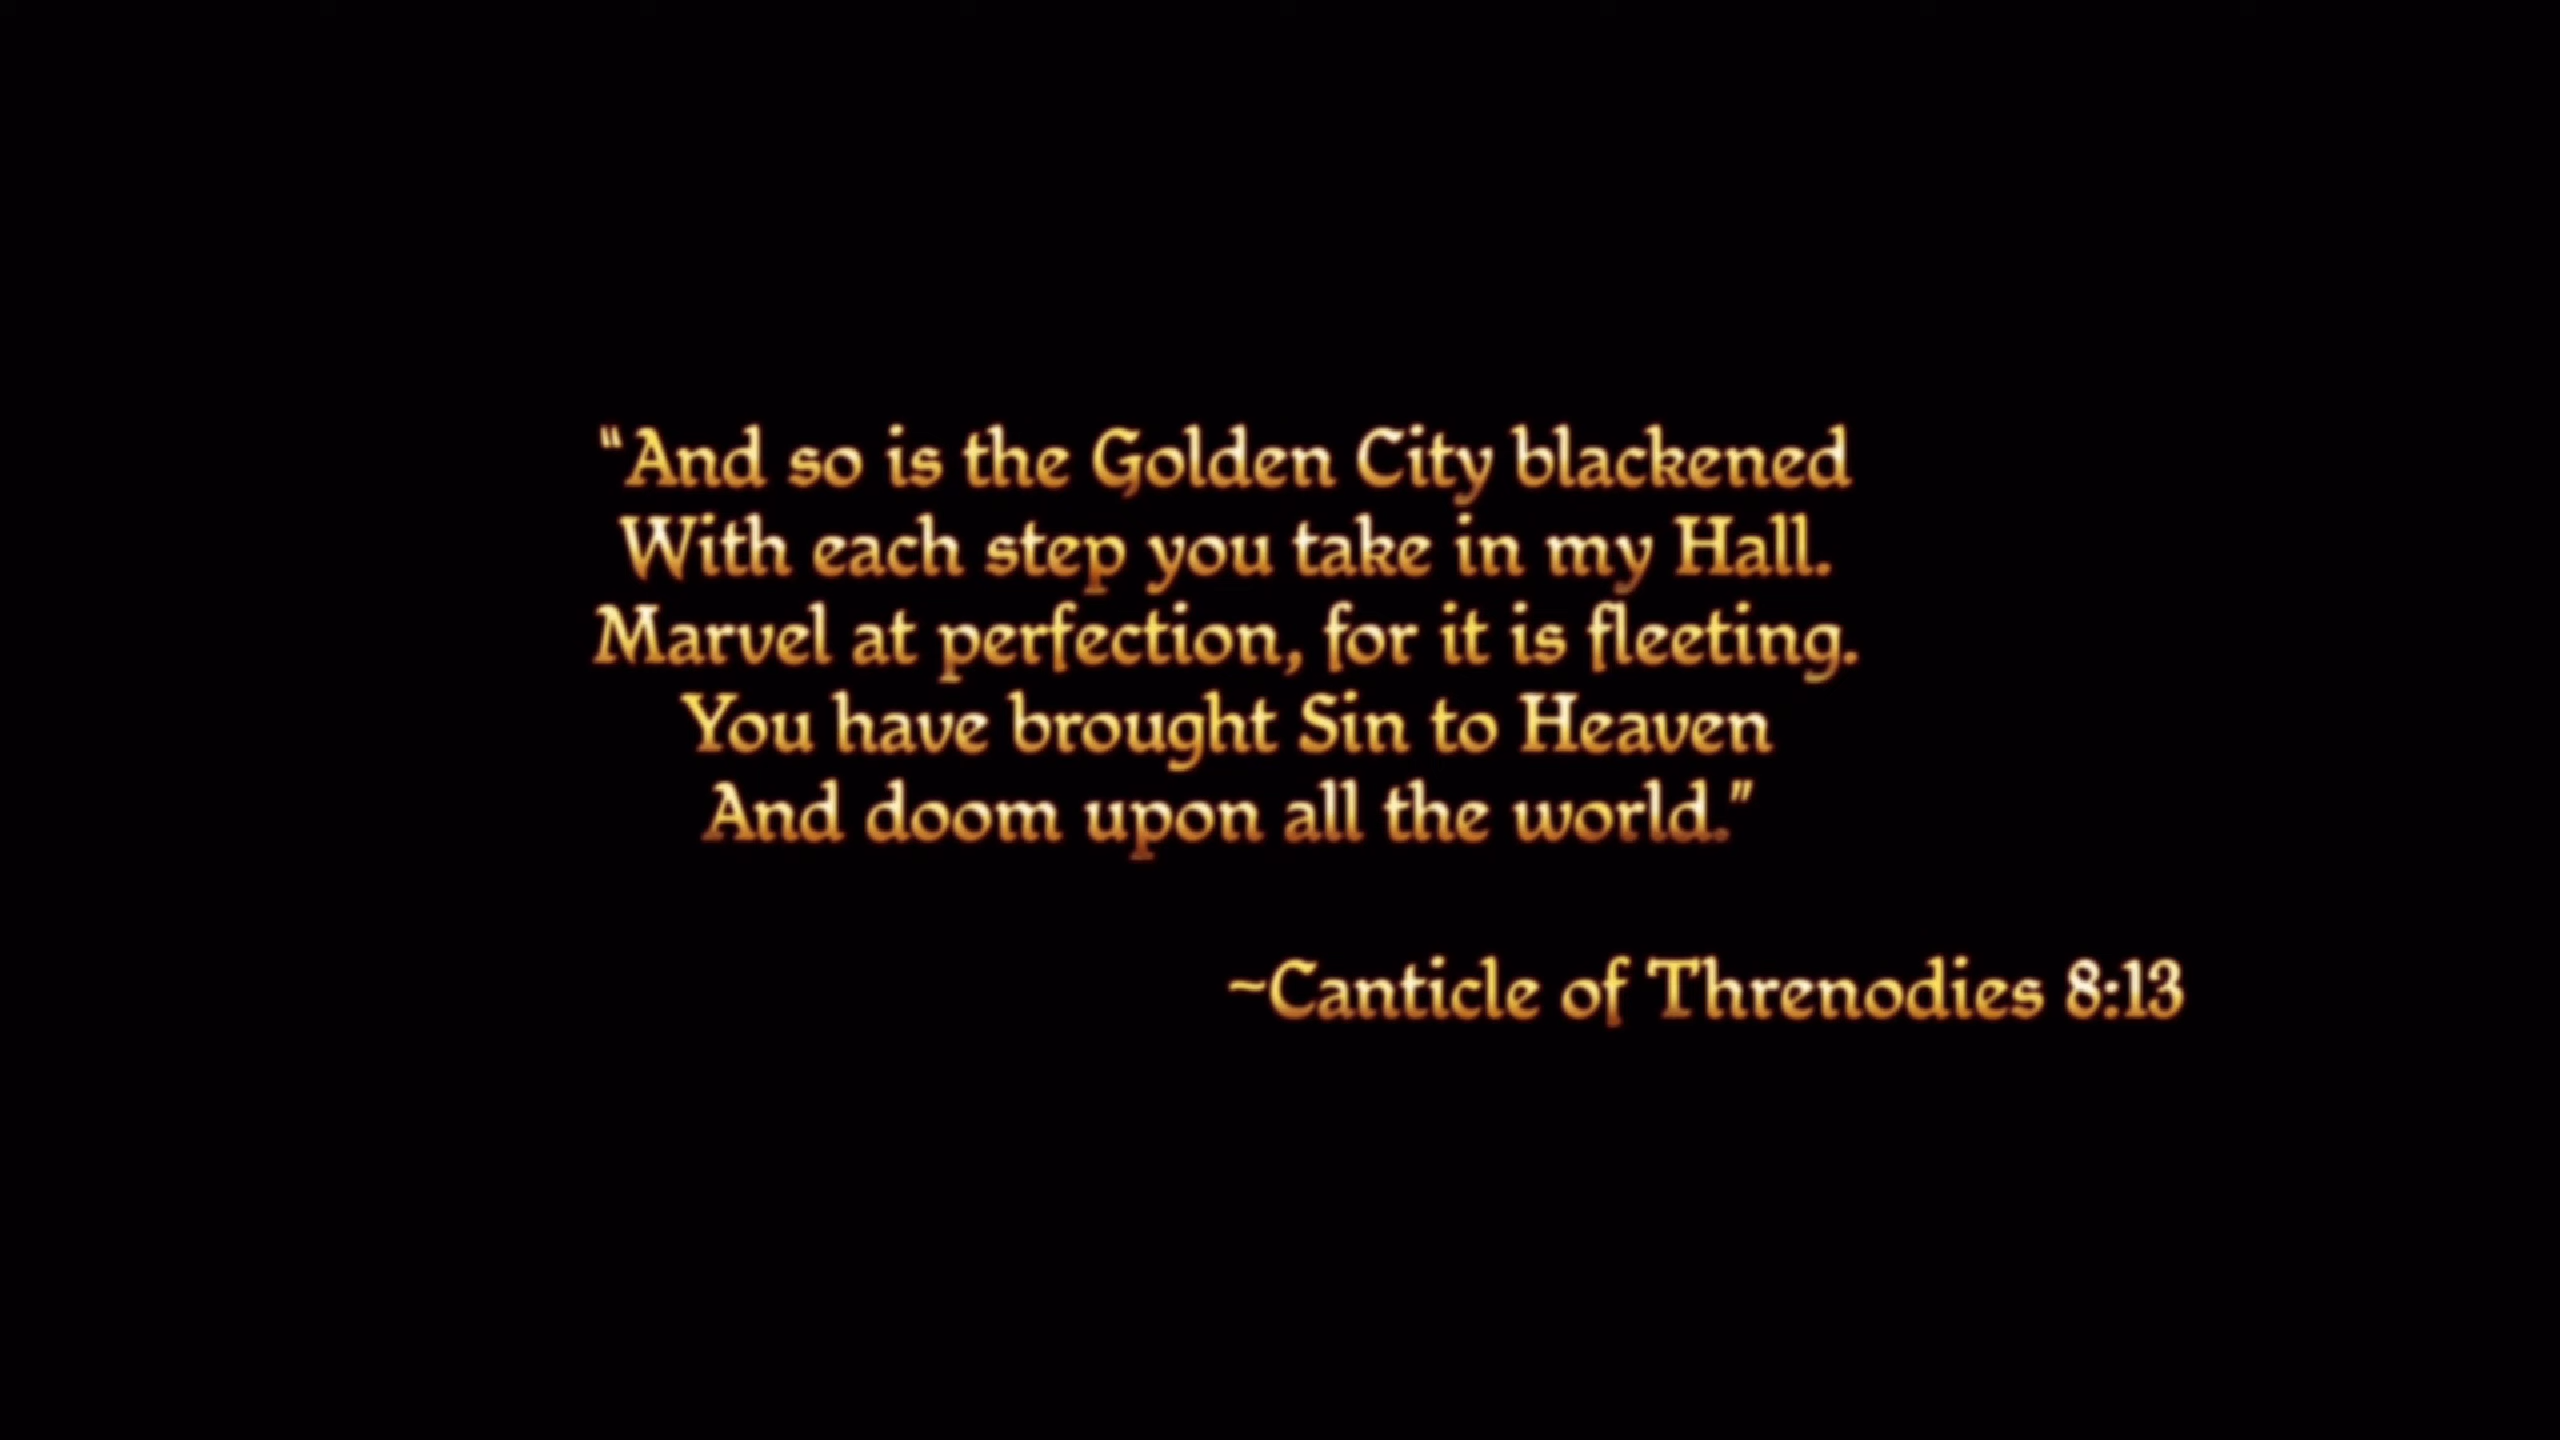 “And so is the Golden City blackened
With each step you take in my Hall.
Marvel at perfection, for it is fleeting.
You have brought Sin to Heaven
And doom upon all the world.”
~Canticle of Threnodies 8:13